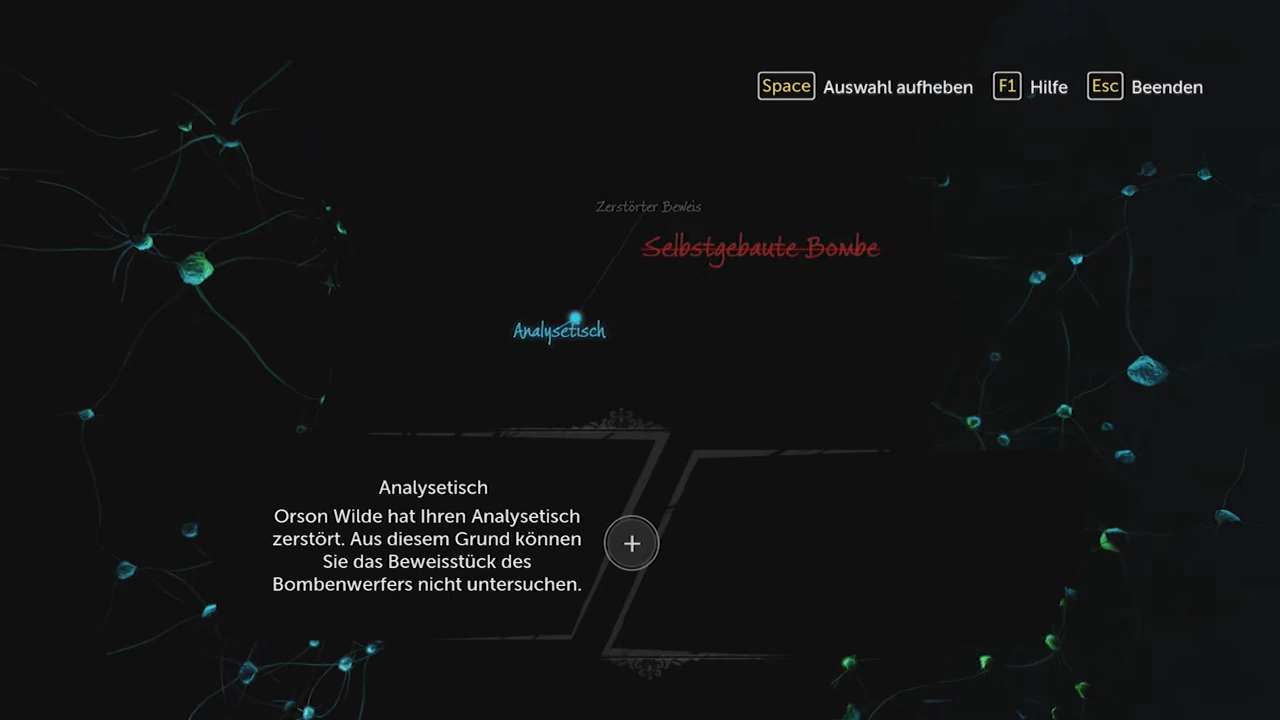 Space Auswahl aufheben F1 Hilfe Esc Beenden
Zerstörter Beweis
Selbstgebaute Bombe
Analysetisch
Analysetisch
Orson Wilde hat Ihren Analysetisch
zerstört. Aus diesem Grund können
Sie das Beweisstück des
Bombenwerfers nicht untersuchen.